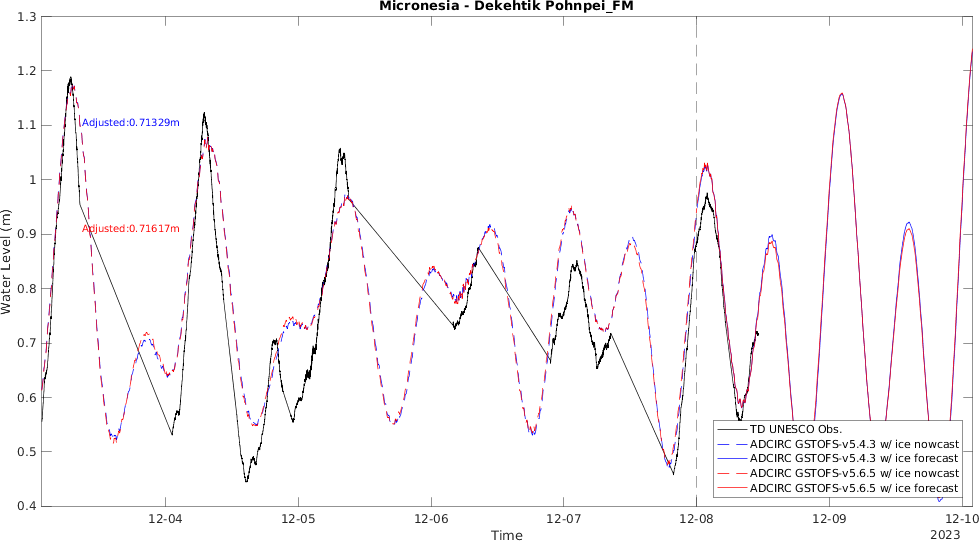 Micronesia - Dekehtik Pohnpei_FM
1.3
1.2
1.1
1
0.9
0.8
0.7
0.6
0.5
0.4
Water Level (m)
Adjusted:0.71329m
Adjusted:0.71617m
TD UNESCO Obs.
ADCIRC GSTOFS-v5.4.3 w/ ice nowcast
ADCIRC GSTOFS-v5.4.3 w/ ice forecast
ADCIRC GSTOFS-v5.6.5 w/ ice nowcast
ADCIRC GSTOFS-v5.6.5 w/ ice forecast
12-04 12-05 12-06 12-07 12-08 12-09 12-10
Time
2023